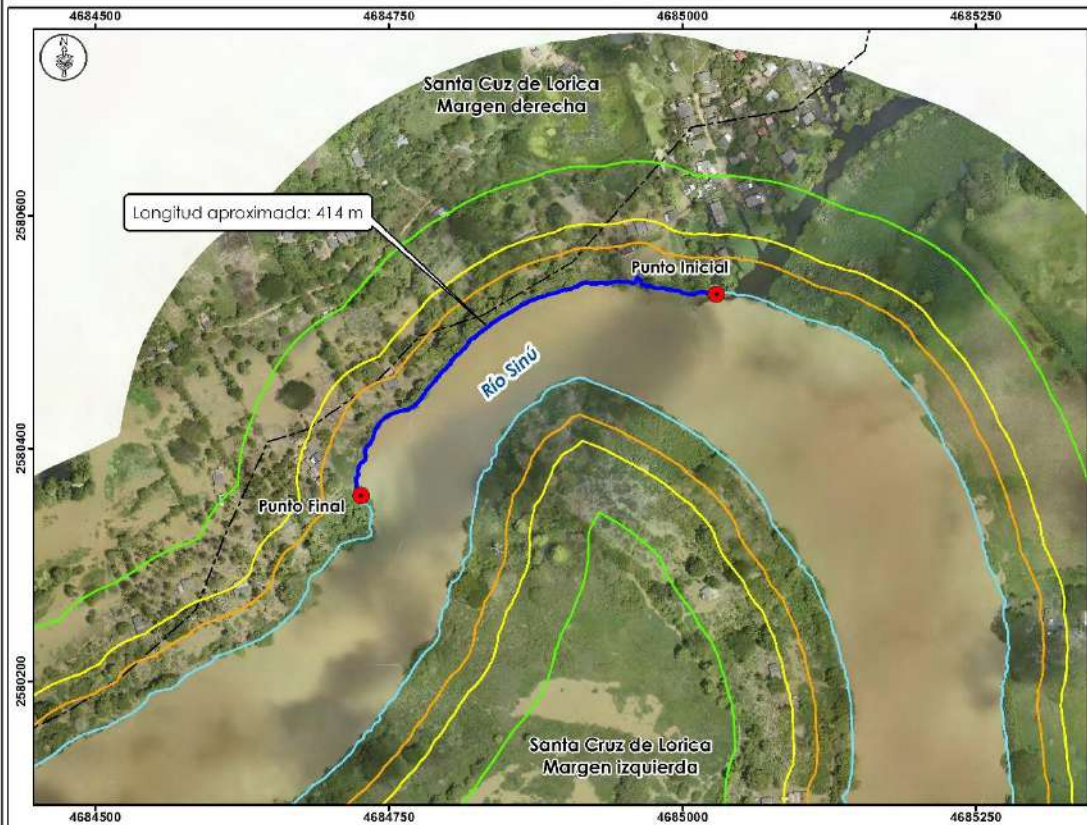 4684500 4684750 4685000 4685250
N
Santa Cuz de Lorica
Margen derecha
Longitud aproximada: 414 m
2580600
Punto Inicial
Río Sinú
2580400
Punto Final
2580200
Santa Cruz de Lorica
Margen izquierda
4684500 4684750 4685000 4685250